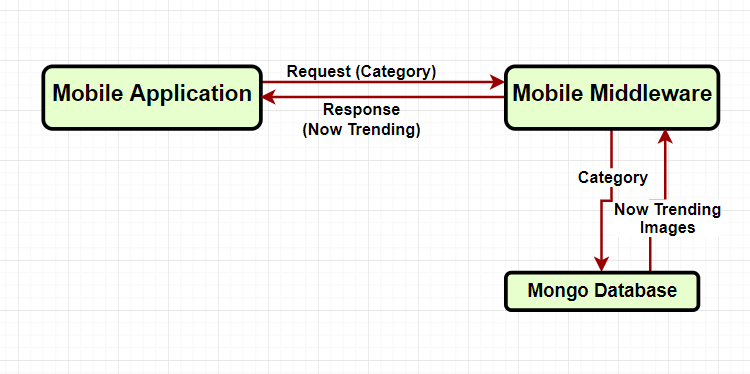 Mobile Application
Request (Category)
Response
(Now Trending)
Mobile Middleware
Category
Now Trending
Images
Mongo Database